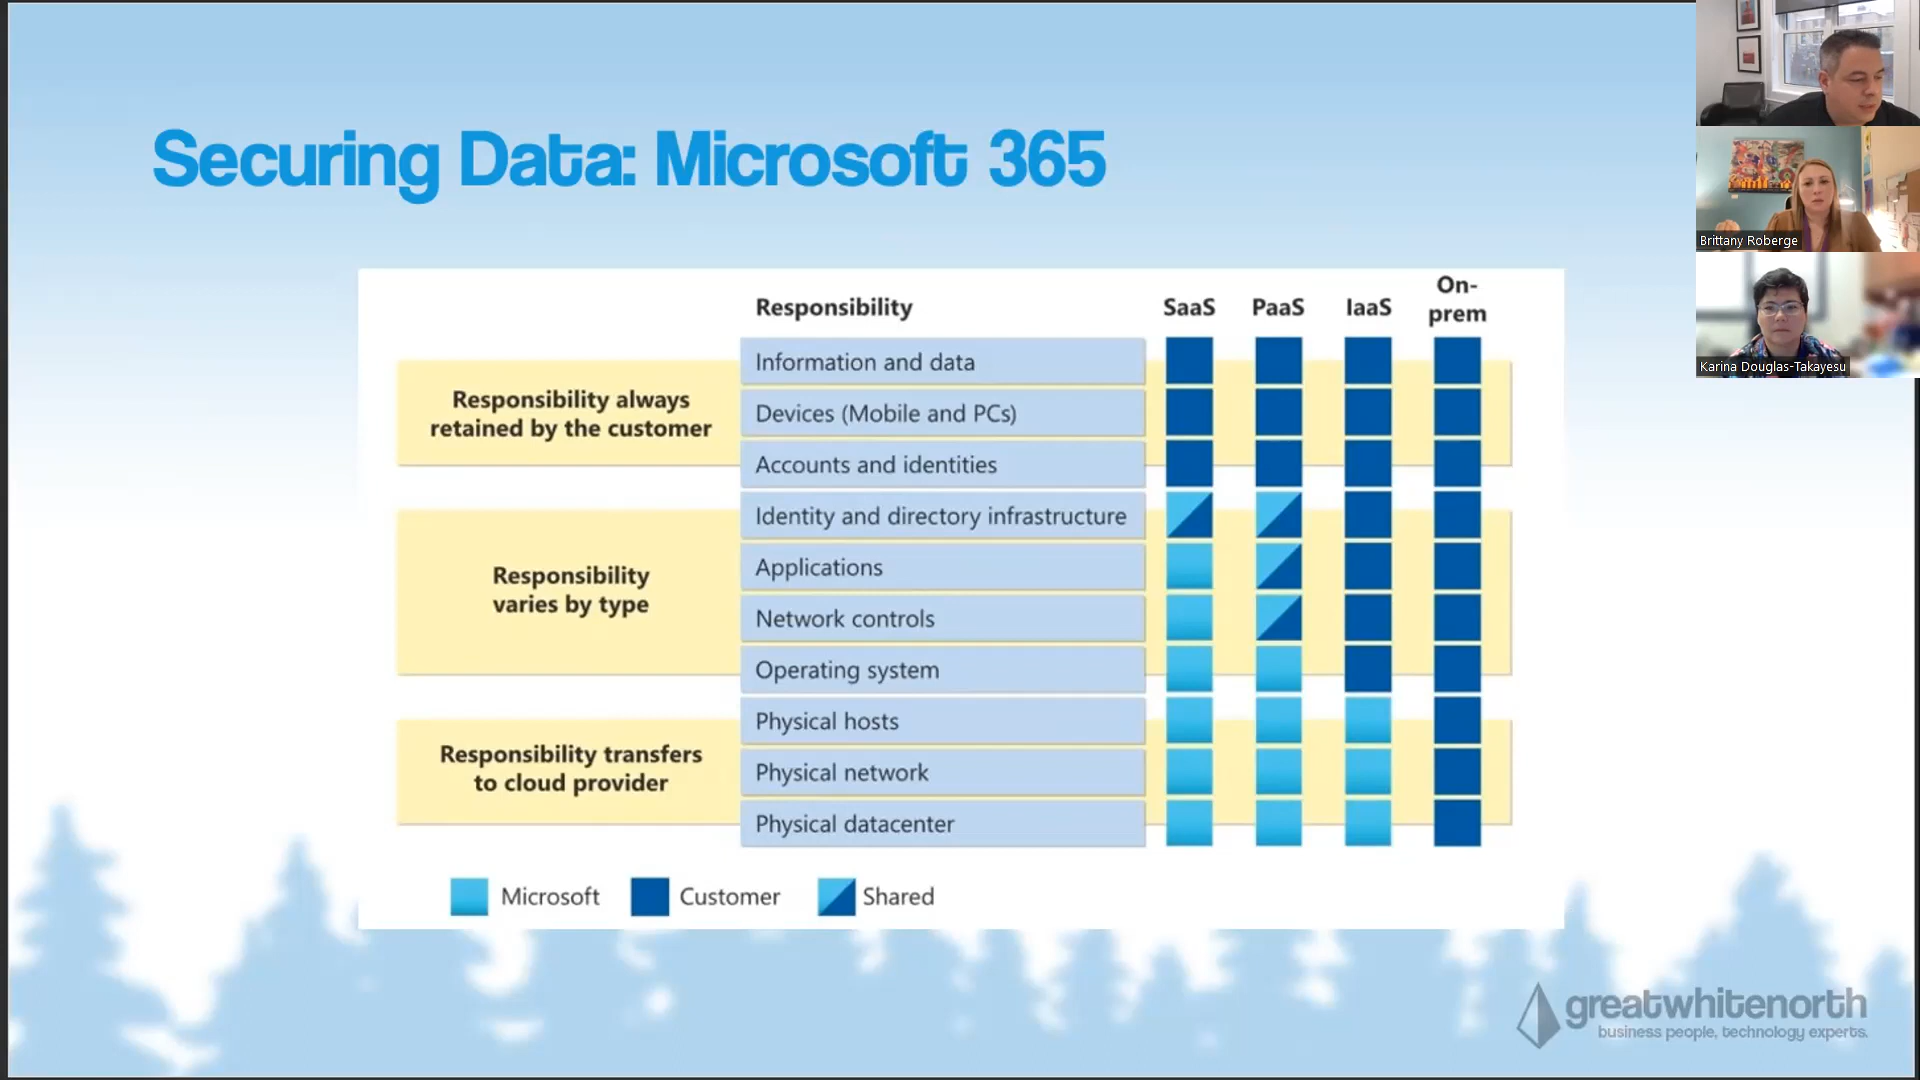 Securing Data: Microsoft 365
Responsibility
SaaS
PaaS
IaaS
On-
prem
Responsibility always
retained by the customer
Information and data
Devices (Mobile and PCs)
Accounts and identities
Responsibility
varies by type
Identity and directory infrastructure
Applications
Network controls
Operating system
Responsibility transfers
to cloud provider
Physical hosts
Physical network
Physical datacenter
Microsoft
Customer
Shared
greatwhitenorth
business people, technology experts.
Brittany Roberge
Karina Douglas-Takayesu